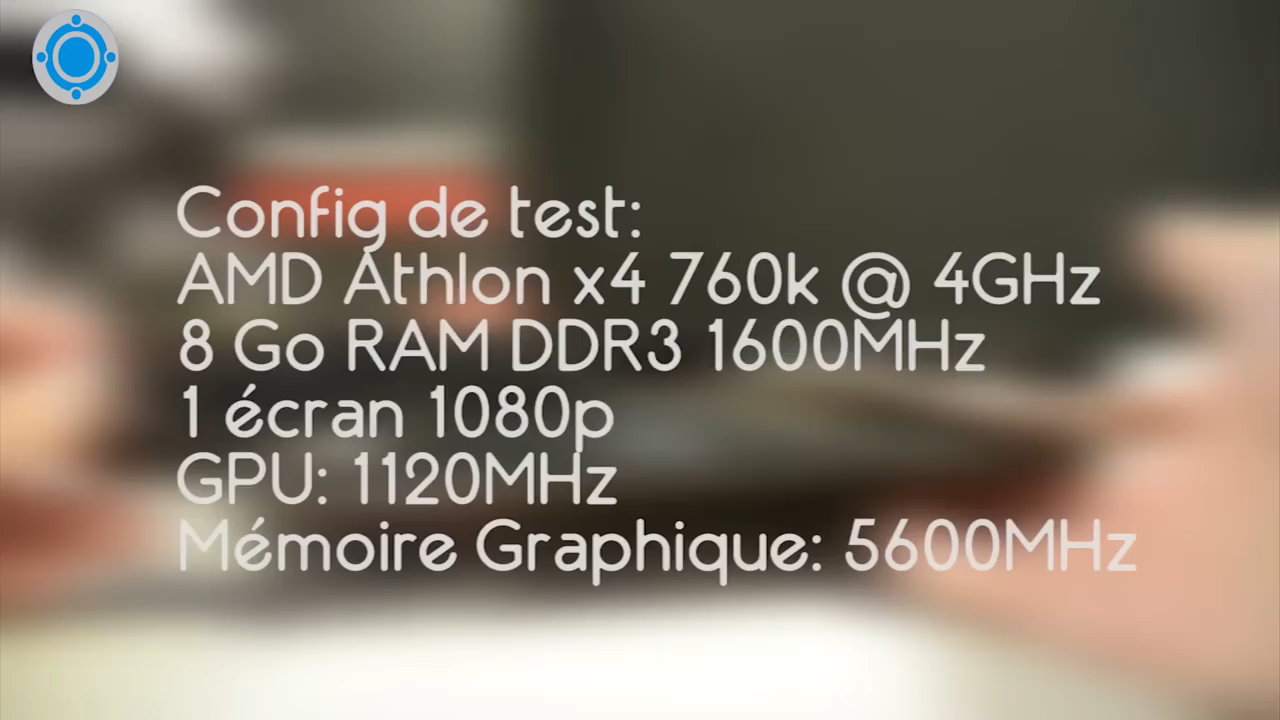 Config de test:
AMD Athlon x4 760k @ 4GHz
8 Go RAM DDR3 1600MHz
1 écran 1080p
GPU: 1120MHz
Mémoire Graphique: 5600MHz